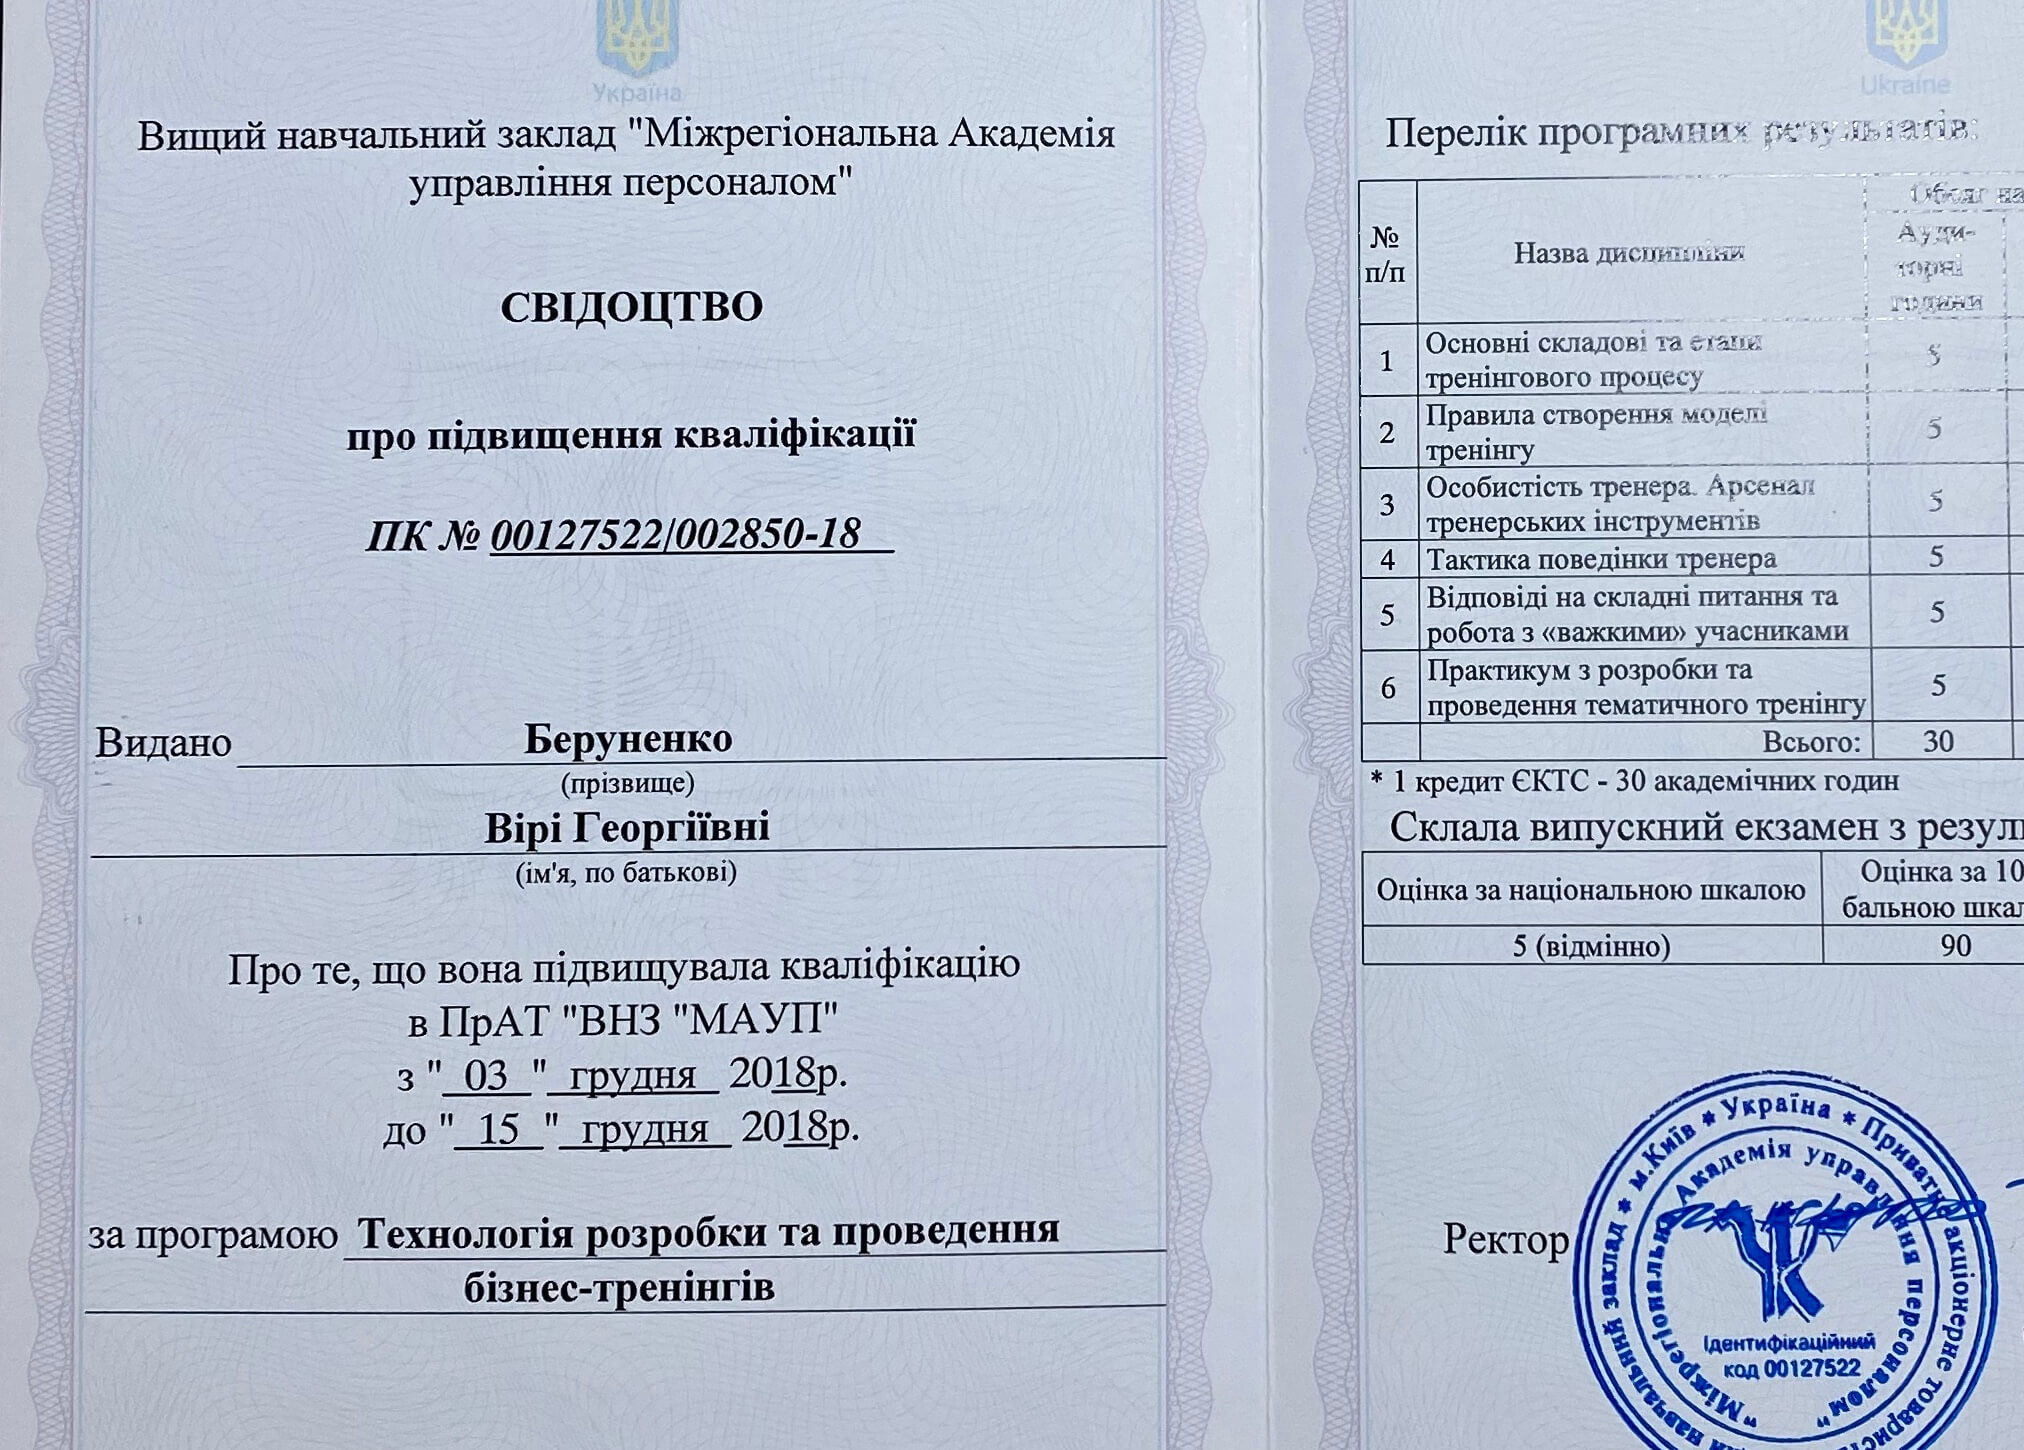 Україна
Вищий навчальний заклад "Міжрегіональна Академія
управління персоналом"
СВІДОЦТВО
про підвищення кваліфікації
ПК № 00127522/002850-18
Видано Беруненко
(прізвище)
Вірі Георгіївні
(ім'я, по батькові)
Про те, що вона підвищувала кваліфікацію
в ПрАТ "ВНЗ "МАУП"
з " 03 " грудня 2018р.
до " 15 " грудня 2018р.
за програмою Технологія розробки та проведення
бізнес-тренінгів
Ukraine
Перелік програмних результатів:
№
п/п
Назва дисципліни
Обсяг на
Ауди-
торні
години
1 Основні складові та етапи
тренінгового процесу 5
2 Правила створення моделі
тренінгу 5
3 Особистість тренера. Арсенал
тренерських інструментів 5
4 Тактика поведінки тренера 5
5 Відповіді на складні питання та
робота з «важкими» учасниками 5
6 Практикум з розробки та
проведення тематичного тренінгу 5
Всього: 30
* 1 кредит ЄКТС - 30 академічних годин
Склала випускний екзамен з резул
Оцінка за національною шкалою
Оцінка за 10
бальною шкал
5 (відмінно) 90
Ректор
м.Київ * Україна * Приватне акціонерне товарист
навчальний заклад
"Міжрегіональна Академія управління персоналом"
Ідентифікаційний
код 00127522